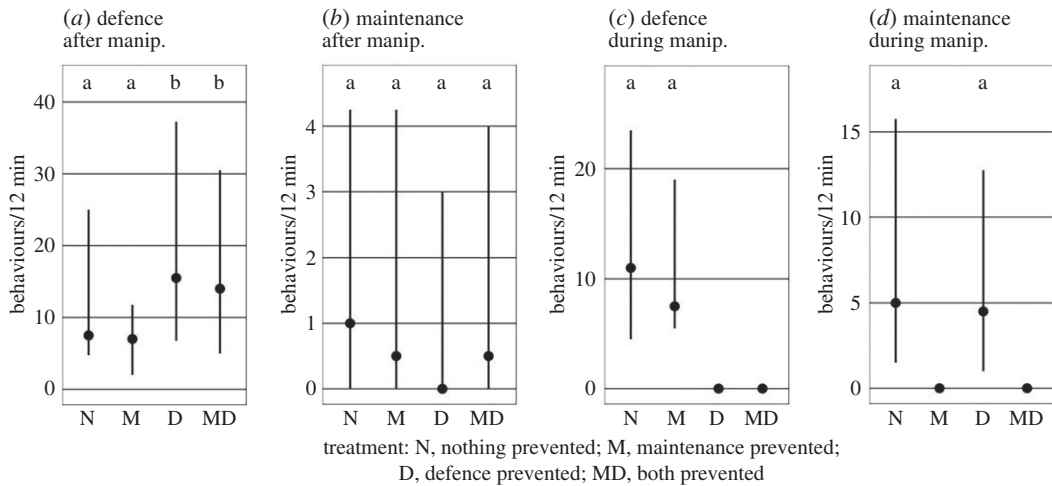 (a) defence
after manip.
a a b b
behaviours/12 min
40
30
20
10
0
N M D MD
(b) maintenance
after manip.
a a a a
behaviours/12 min
4
3
2
1
0
N M D MD
(c) defence
during manip.
a a
behaviours/12 min
20
10
0
N M D MD
(d) maintenance
during manip.
a a
behaviours/12 min
15
10
5
0
N M D MD
treatment: N, nothing prevented; M, maintenance prevented;
D, defence prevented; MD, both prevented